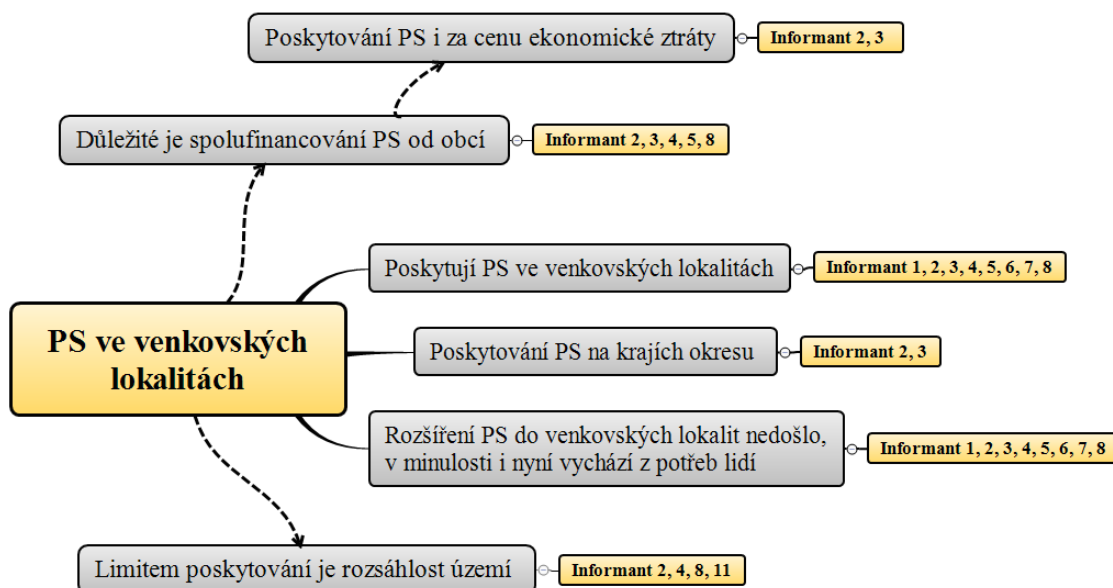 Poskytování PS i za cenu ekonomické ztráty
Informant 2, 3
Důležité je spolufinancování PS od obcí
Informant 2, 3, 4, 5, 8
Poskytují PS ve venkovských lokalitách
Informant 1, 2, 3, 4, 5, 6, 7, 8
PS ve venkovských
lokalitách
Poskytování PS na krajích okresu
Informant 2, 3
Rozšíření PS do venkovských lokalit nedošlo,
v minulosti i nyní vychází z potřeb lidí
Informant 1, 2, 3, 4, 5, 6, 7, 8
Limitem poskytování je rozsáhlost území
Informant 2, 4, 8, 11